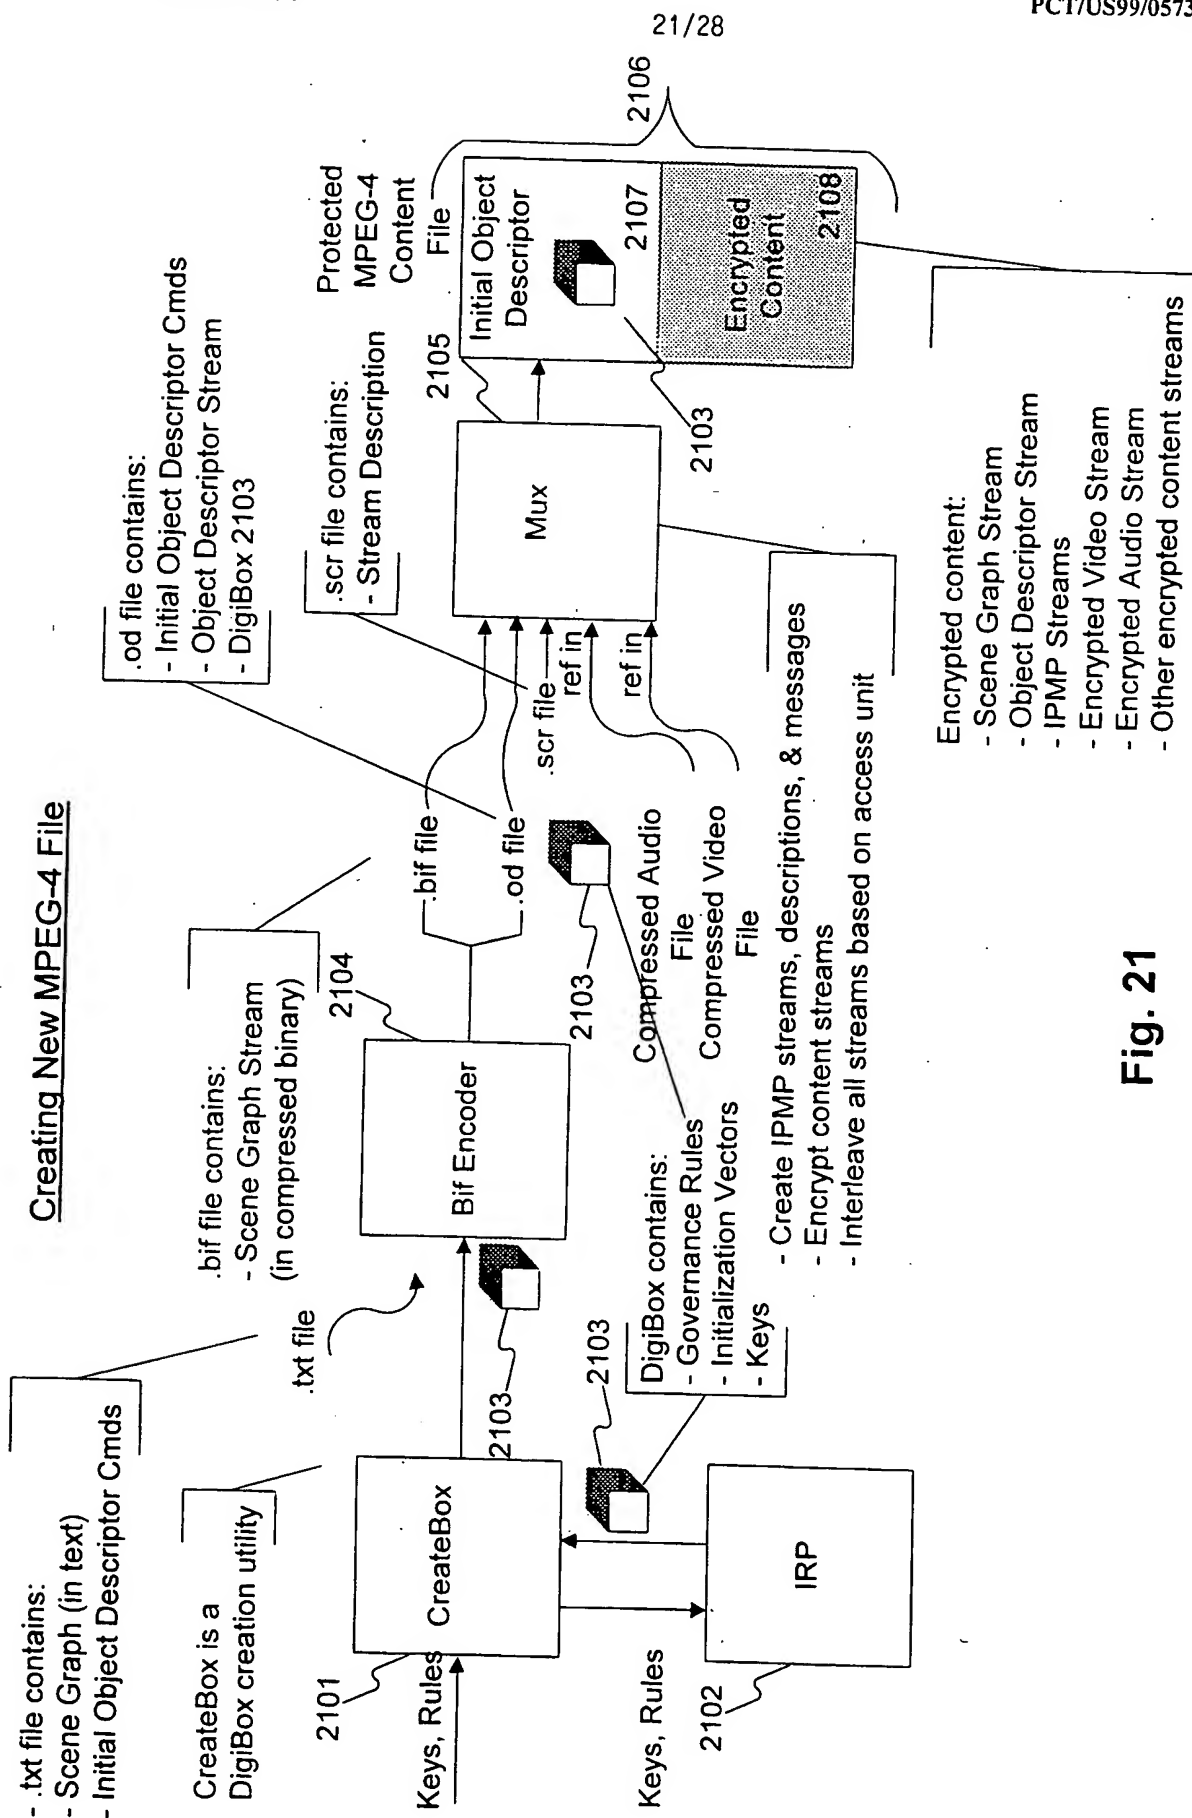 21/28
Creating New MPEG-4 File
- .txt file contains:
- Scene Graph (in text)
- Initial Object Descriptor Cmds
CreateBox is a
DigiBox creation utility
.txt file
.bif file contains:
- Scene Graph Stream
(in compressed binary)
.od file contains:
- Initial Object Descriptor Cmds
- Object Descriptor Stream
- DigiBox 2103
.scr file contains:
- Stream Description
Protected
MPEG-4
Content
File
2101
Keys, Rules
CreateBox
2103
2104
Bif Encoder
.bif file
.od file
2103
.scr file
ref in
ref in
Compressed Audio
File
Compressed Video
File
2105
Mux
Initial Object
Descriptor
2107
Encrypted
Content
2108
2106
2103
Keys, Rules
2102
IRP
2103
DigiBox contains:
- Governance Rules
- Initialization Vectors
- Keys
- Create IPMP streams, descriptions, & messages
- Encrypt content streams
- Interleave all streams based on access unit
Encrypted content:
- Scene Graph Stream
- Object Descriptor Stream
- IPMP Streams
- Encrypted Video Stream
- Encrypted Audio Stream
- Other encrypted content streams
Fig. 21